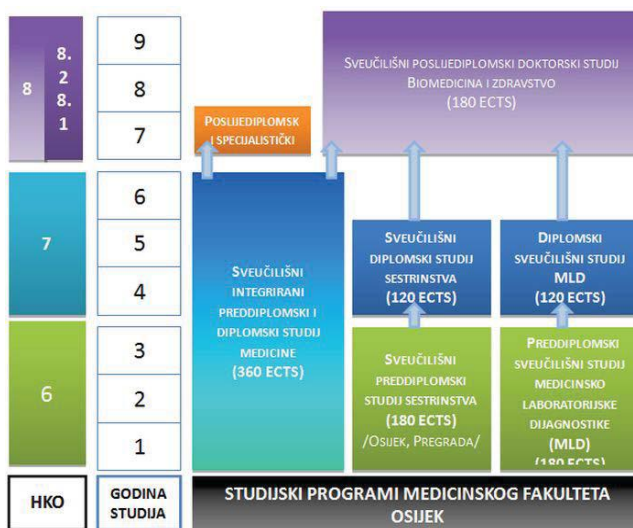 8
8.
2
8.
1
7
6
HKO
9
8
7
6
5
4
3
2
1
GODINA
STUDIJA
POSLIJEDIPLOMSK
I SPECIJALISTIČKI
SVEUČILIŠNI POSLIJEDIPLOMSKI DOKTORSKI STUDIJ
BIOMEDICINA I ZDRAVSTVO
(180 ECTS)
SVEUČILIŠNI
INTEGRIRANI
PREDDIPLOMSKI I
DIPLOMSKI STUDIJ
MEDICINE
(360 ECTS)
SVEUČILIŠNI
DIPLOMSKI STUDIJ
SESTRINSTVA
(120 ECTS)
DIPLOMSKI
SVEUČILIŠNI STUDIJ
MLD
(120 ECTS)
SVEUČILIŠNI
PREDDIPLOMSKI
STUDIJ SESTRINSTVA
(180 ECTS)
/OSIJEK, PREGRADA/
PREDDIPLOMSKI
SVEUČILIŠNI STUDIJ
MEDICINSKO
LABORATORIJSKE
DIJAGNOSTIKE
(MLD)
(180 ECTS)
STUDIJSKI PROGRAMI MEDICINSKOG FAKULTETA
OSIJEK